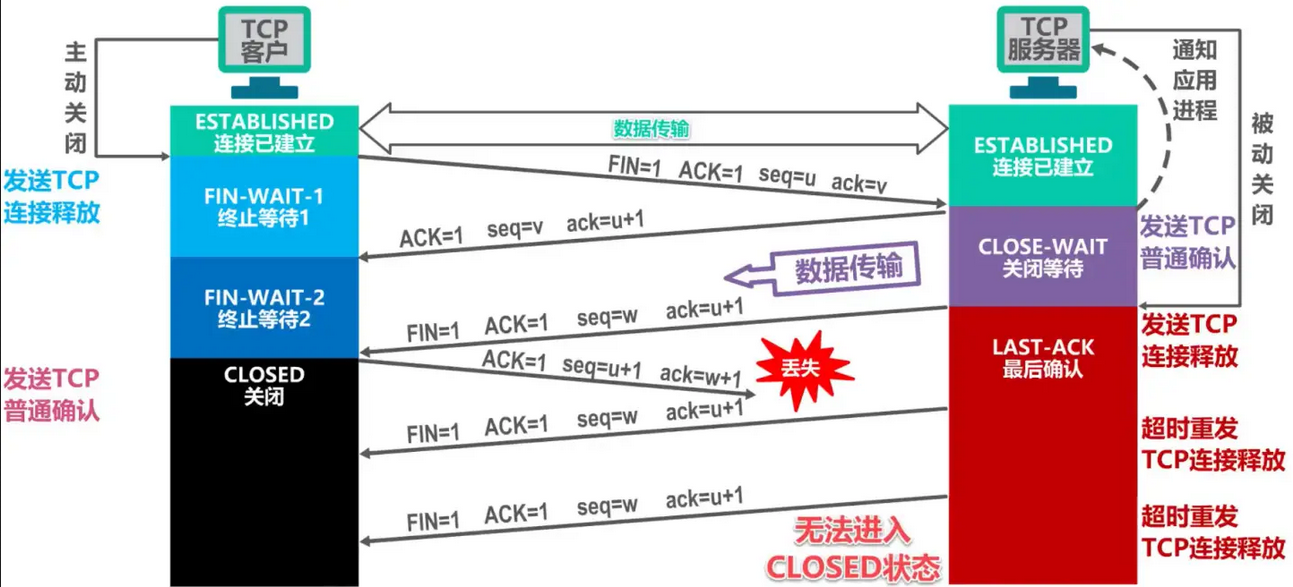 TCP
客户
TCP
服务器
主动关闭
通知
应用
进程
被动关闭
ESTABLISHED
连接已建立
数据传输
ESTABLISHED
连接已建立
发送TCP
连接释放
FIN-WAIT-1
终止等待1
FIN=1 ACK=1 seq=u ack=v
ACK=1 seq=v ack=u+1
CLOSE-WAIT
关闭等待
发送TCP
普通确认
数据传输
FIN-WAIT-2
终止等待2
FIN=1 ACK=1 seq=w ack=u+1
LAST-ACK
最后确认
发送TCP
连接释放
CLOSED
关闭
发送TCP
普通确认
ACK=1 seq=u+1 ack=w+1
丢失
FIN=1 ACK=1 seq=w ack=u+1
超时重发
TCP连接释放
FIN=1 ACK=1 seq=w ack=u+1
超时重发
TCP连接释放
无法进入
CLOSED状态